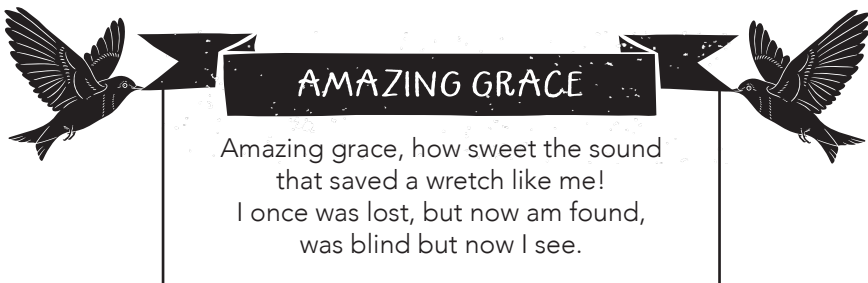 AMAZING GRACE
Amazing grace, how sweet the sound
that saved a wretch like me!
I once was lost, but now am found,
was blind but now I see.